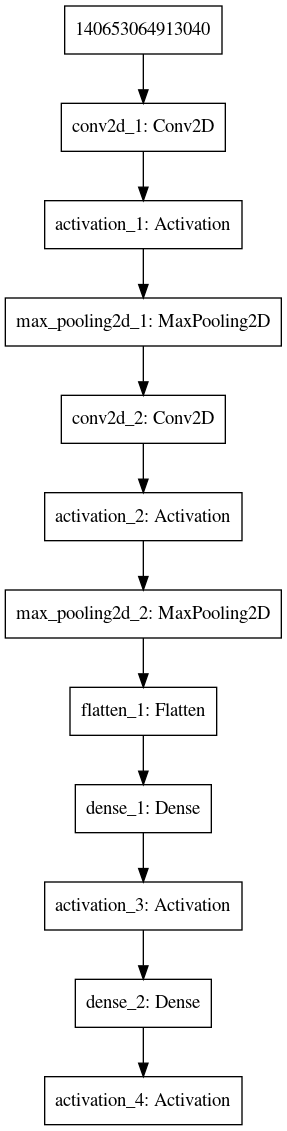 140653064913040
conv2d_1: Conv2D
activation_1: Activation
max_pooling2d_1: MaxPooling2D
conv2d_2: Conv2D
activation_2: Activation
max_pooling2d_2: MaxPooling2D
flatten_1: Flatten
dense_1: Dense
activation_3: Activation
dense_2: Dense
activation_4: Activation